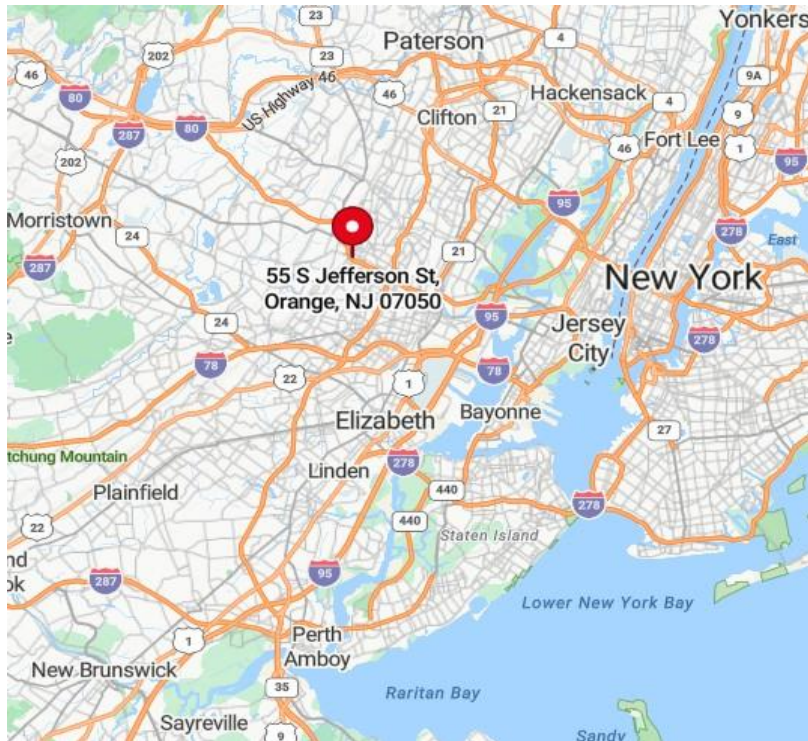 Yonkers
23
202
23
4
Paterson
9A
46
80
US Highway 46
46
Hackensack
4
9
287
80
Clifton
21
Fort Lee
1
46
95
202
95
Morristown
24
278
East
287
21
55 S Jefferson St,
Orange, NJ 07050
New York
95
24
Jersey
City
278
78
22
78
1
Elizabeth
Bayonne
27
tchung Mountain
Linden
278
Plainfield
440
278
22
440
Staten Island
nd
ok
287
95
Lower New York Bay
1
Perth
Amboy
New Brunswick
35
Raritan Bay
Sayreville
9
Sandy